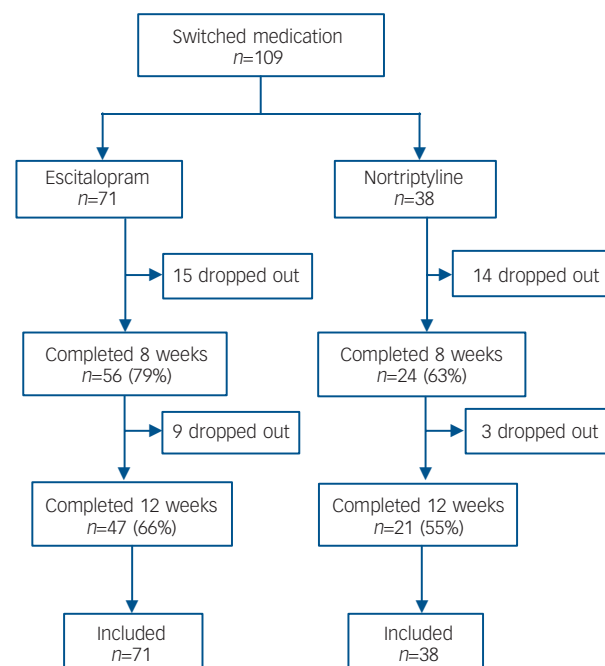 Switched medication
n=109
Escitalopram
n=71
Nortriptyline
n=38
15 dropped out
14 dropped out
Completed 8 weeks
n=56 (79%)
Completed 8 weeks
n=24 (63%)
9 dropped out
3 dropped out
Completed 12 weeks
n=47 (66%)
Completed 12 weeks
n=21 (55%)
Included
n=71
Included
n=38